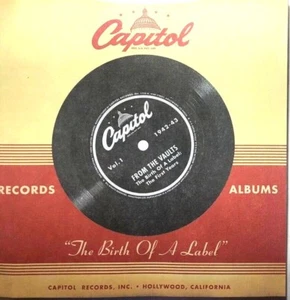 Capitol
Capitol
Vol. 1
1942-43
FROM THE VAULTS
The Birth Of A Label:
The First Years
RECORDS
ALBUMS
"The Birth Of A Label"
CAPITOL RECORDS, INC. • HOLLYWOOD, CALIFORNIA